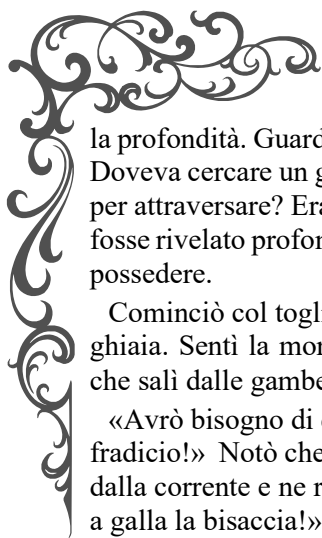 la profondità. Guard
Doveva cercare un g
per attraversare? Era
fosse rivelato profon
possedere.
Cominciò col togli
ghiaia. Sentì la mor
che salì dalle gambe
«Avrò bisogno di
fradicio!» Notò che
dalla corrente e ne r
a galla la bisaccia!»